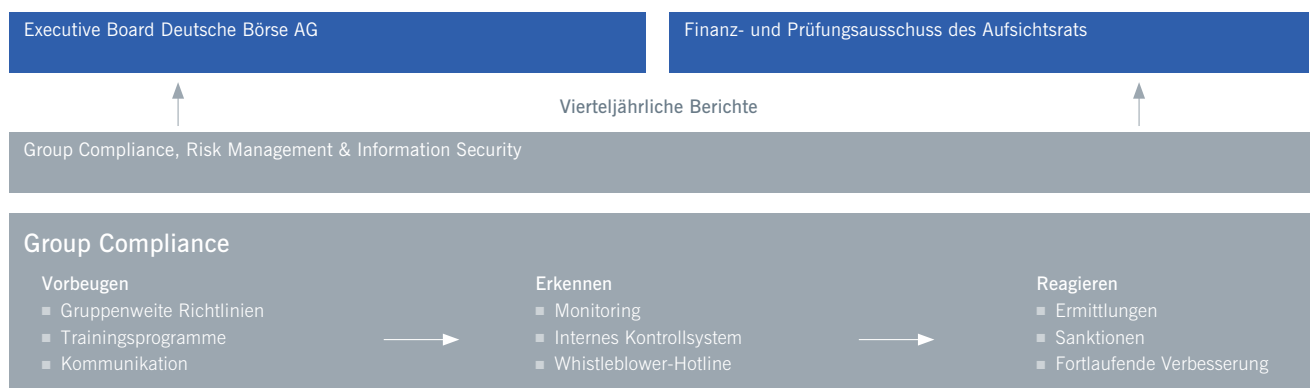 Executive Board Deutsche Börse AG
Finanz- und Prüfungsausschuss des Aufsichtsrats
Vierteljährliche Berichte
Group Compliance, Risk Management & Information Security
Group Compliance
Vorbeugen
Gruppenweite Richtlinien
Trainingsprogramme
Kommunikation
Erkennen
Monitoring
Internes Kontrollsystem
Whistleblower-Hotline
Reagieren
Ermittlungen
Sanktionen
Fortlaufende Verbesserung